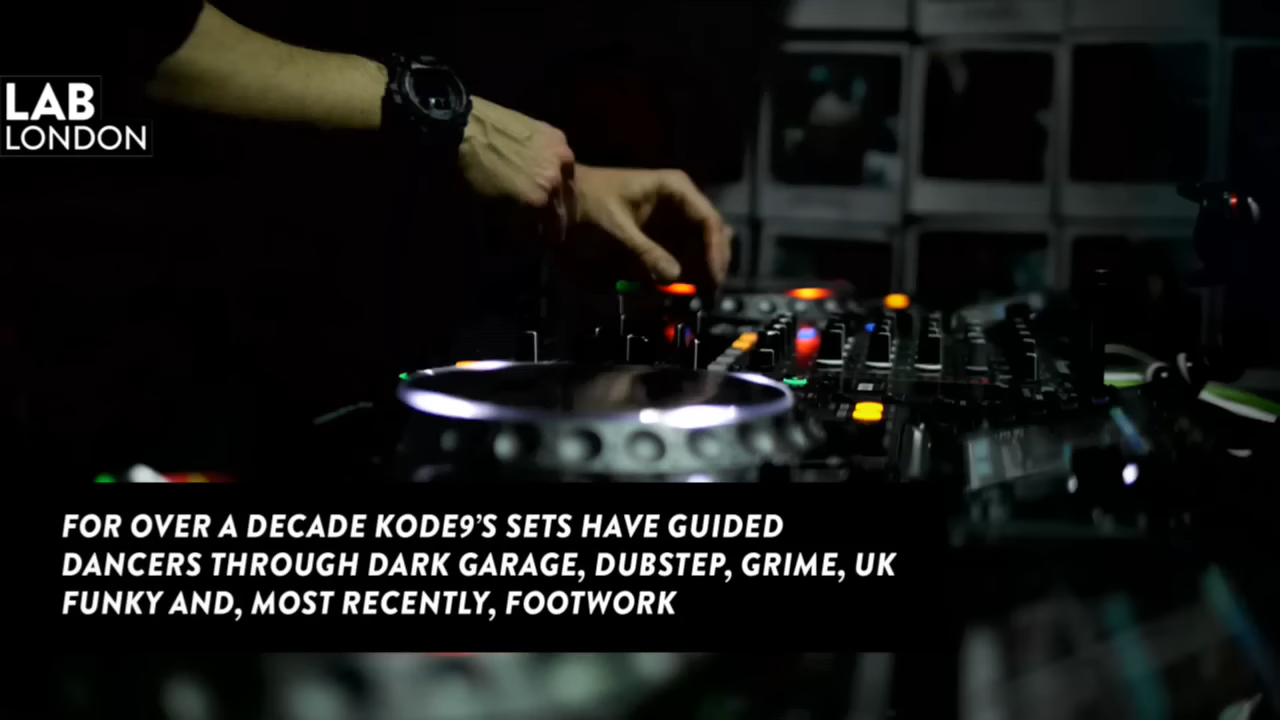 LAB
LONDON
FOR OVER A DECADE KODE9'S SETS HAVE GUIDED
DANCERS THROUGH DARK GARAGE, DUBSTEP, GRIME, UK
FUNKY AND, MOST RECENTLY, FOOTWORK